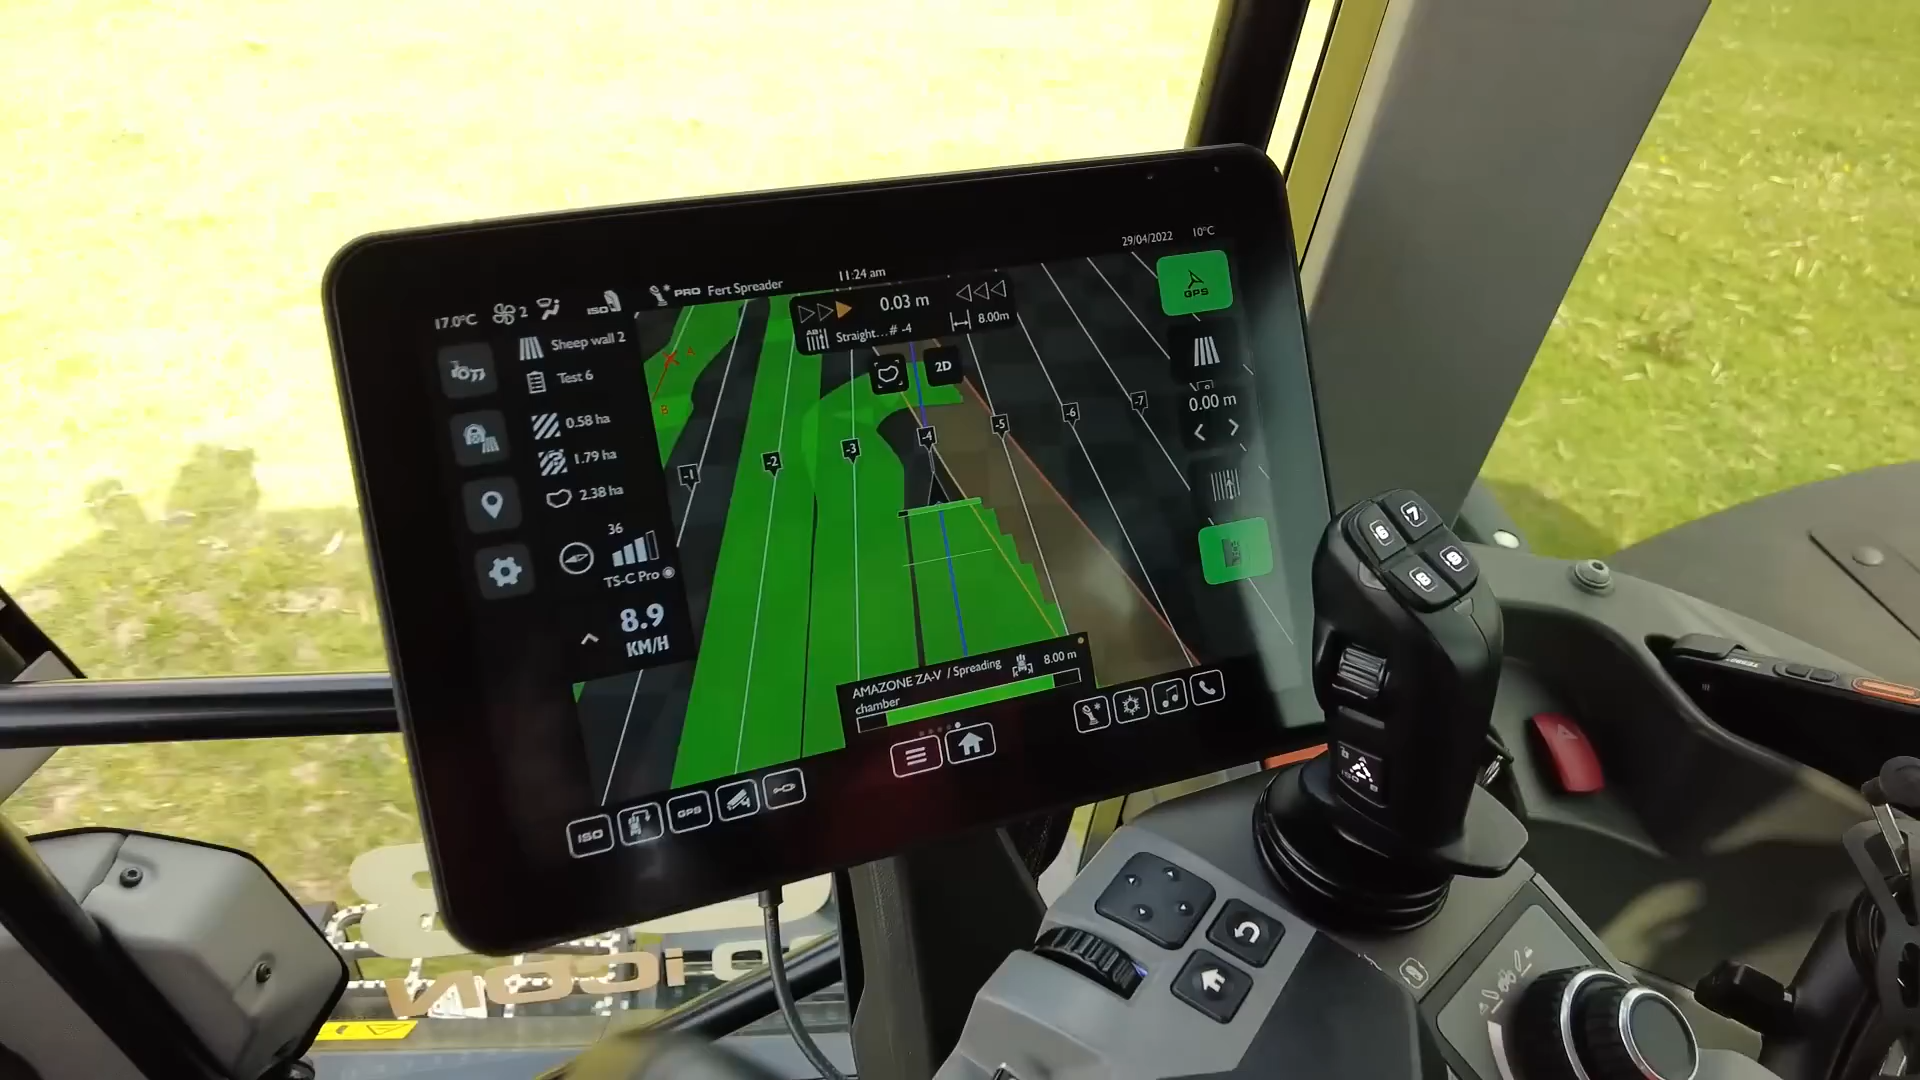 29/04/2022 10°C
11:24 am
17.0°C 2 ISO PRO Fert Spreader
0.03 m
Straight...# -4
8.00m
Sheep wall 2
Test 6
0.58 ha
1.79 ha
2.38 ha
36
TS-C Pro
8.9
KM/H
A
B
2D
-1
-2
-3
-4
-5
-6
-7
GPS
0.00 m
AMAZONE ZA-V / Spreading
chamber
8.00 m
ISO
GPS
6
7
8
9
ISO